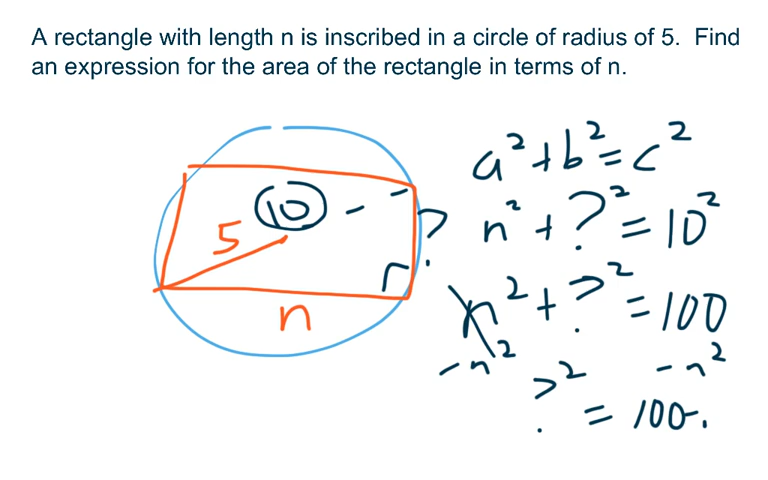 A rectangle with length n is inscribed in a circle of radius of 5. Find
an expression for the area of the rectangle in terms of n.
a²+b²=c²
10
5
?
n²+?²=10²
n
n²+?²=100
-n² -n²
?²=100-.